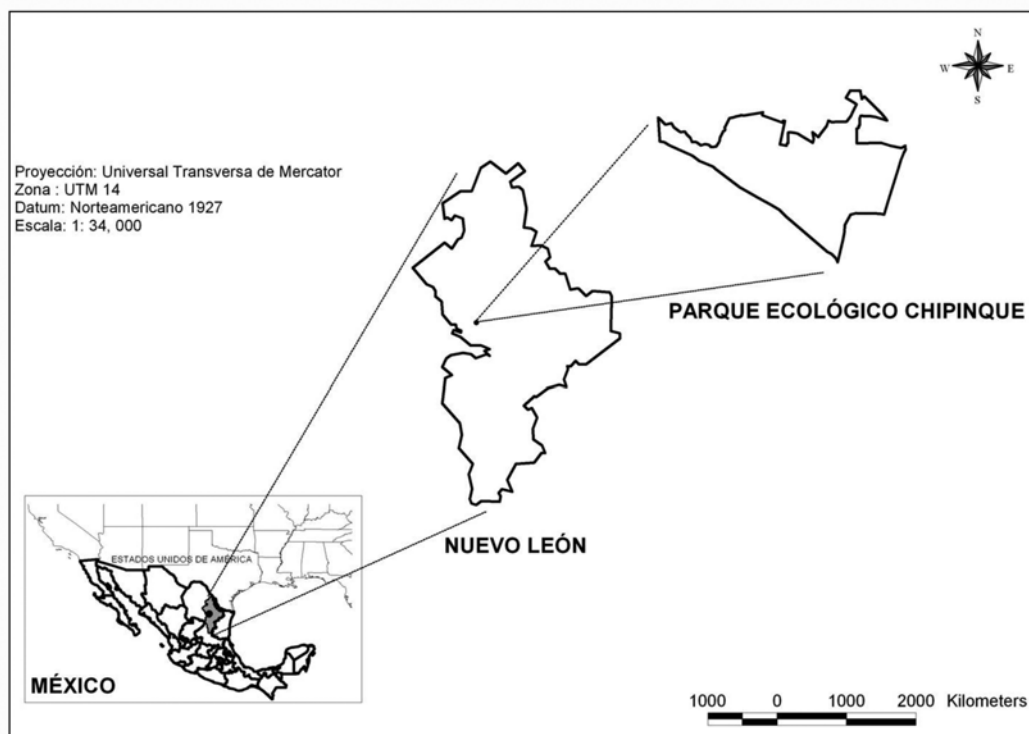 N
W E
S
Proyección: Universal Transversa de Mercator
Zona : UTM 14
Datum: Norteamericano 1927
Escala: 1: 34, 000
PARQUE ECOLÓGICO CHIPINQUE
NUEVO LEÓN
ESTADOS UNIDOS DE AMÉRICA
MÉXICO
1000 0 1000 2000 Kilometers